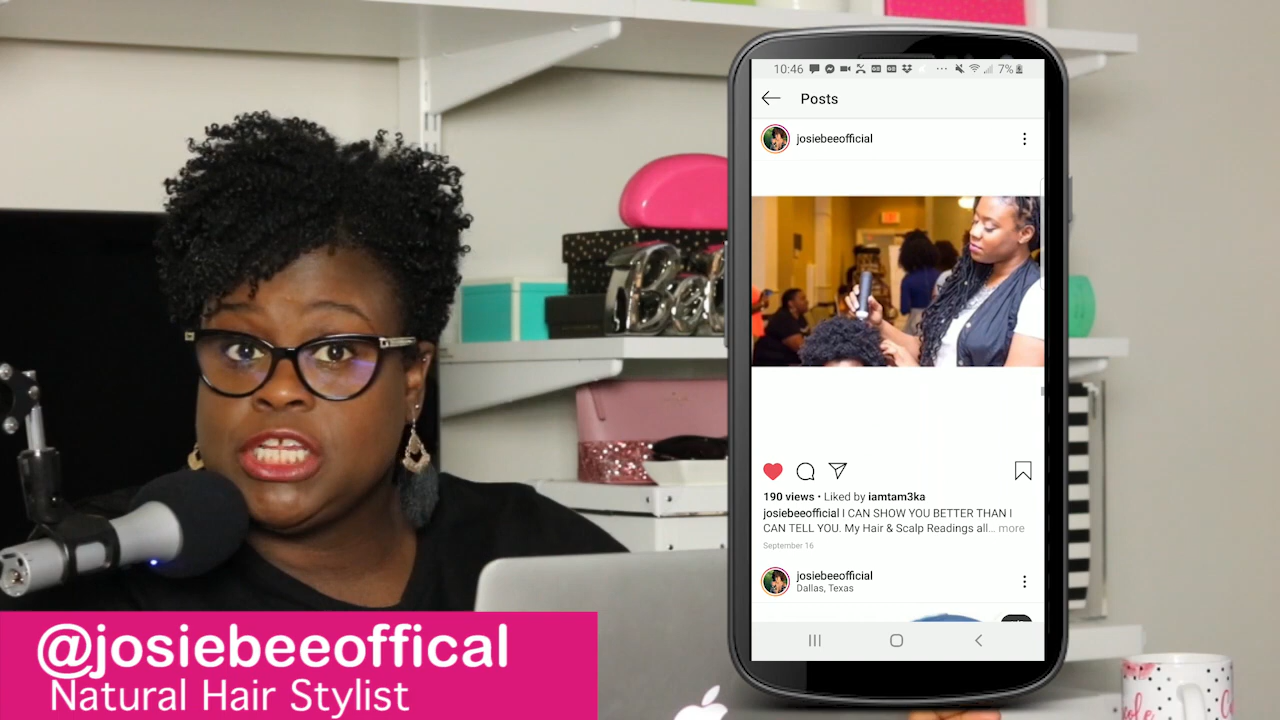 10:46
7%
Posts
josiebeeofficial
190 views • Liked by iamtam3ka
josiebeeofficial I CAN SHOW YOU BETTER THAN I
CAN TELL YOU. My Hair & Scalp Readings all... more
September 16
josiebeeofficial
Dallas, Texas
@josiebeeoffical
Natural Hair Stylist